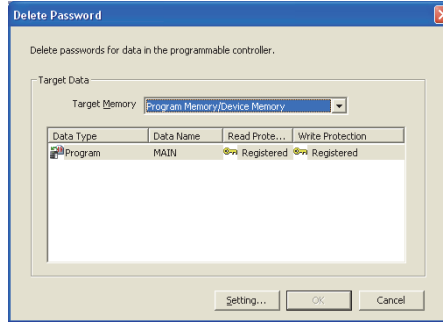 Delete Password
Delete passwords for data in the programmable controller.
Target Data
Target Memory Program Memory/Device Memory
Data Type Data Name Read Prote... Write Protection
Program MAIN Registered Registered
Setting... OK Cancel